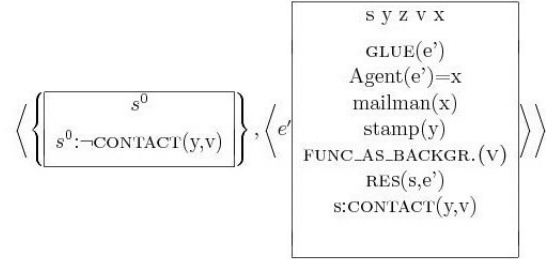 s y z v x
GLUE(e’)
Agent(e’)=x
mailman(x)
stamp(y)
FUNC_AS_BACKGR.(V)
RES(s,e’)
s:CONTACT(y,v)
⟨{
s⁰
s⁰:¬CONTACT(y,v)
},⟨e′
⟩⟩